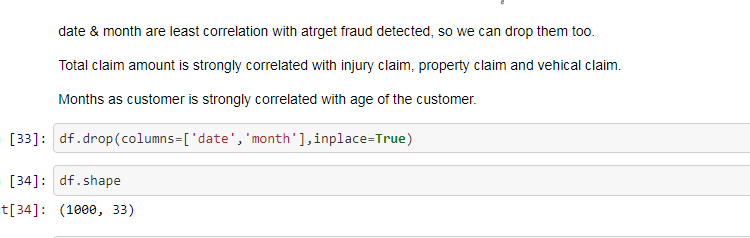 date & month are least correlation with atrget fraud detected, so we can drop them too.
Total claim amount is strongly correlated with injury claim, property claim and vehical claim.
Months as customer is strongly correlated with age of the customer.
[33]: df.drop(columns=['date','month'],inplace=True)
[34]: df.shape
t[34]: (1000, 33)